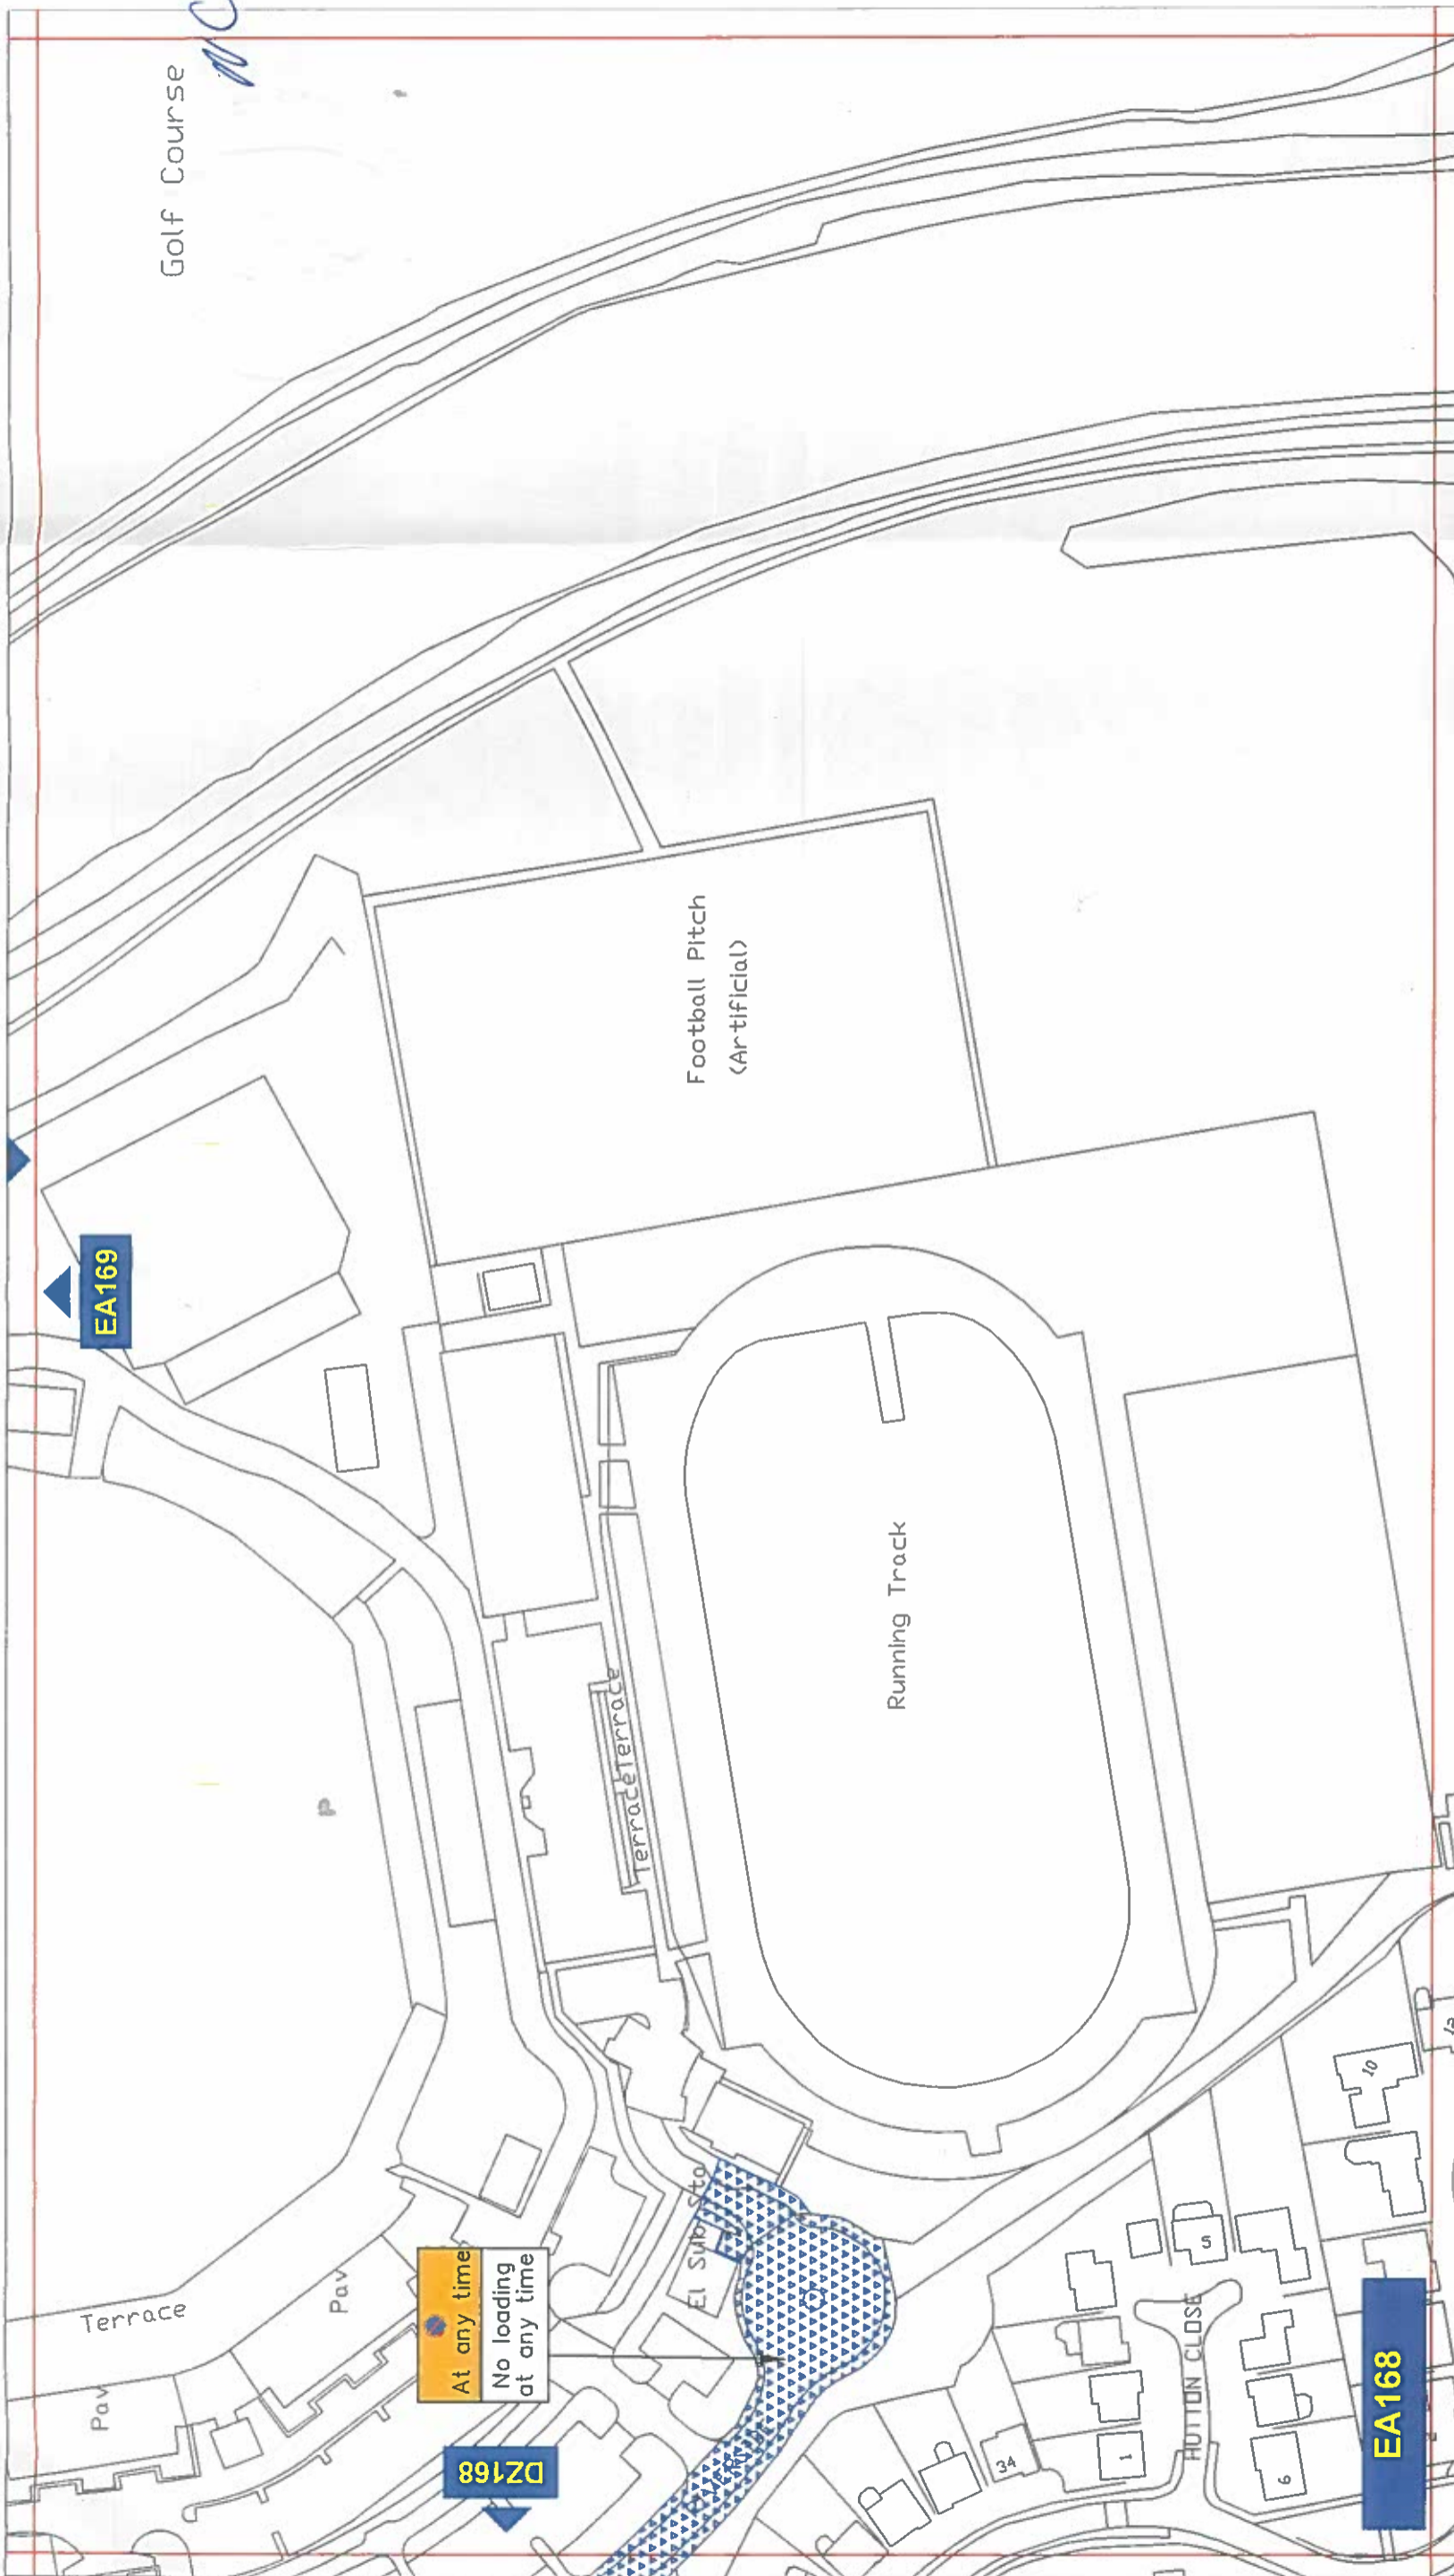 Golf Course
EA169
Football Pitch
(Artificial)
Running Track
Terrace
Terrace
Terrace
Pav
Pav
El Sub Sta
At any time
No loading
at any time
DZ168
HUTTON CLOSE
10
5
34
1
6
EA168